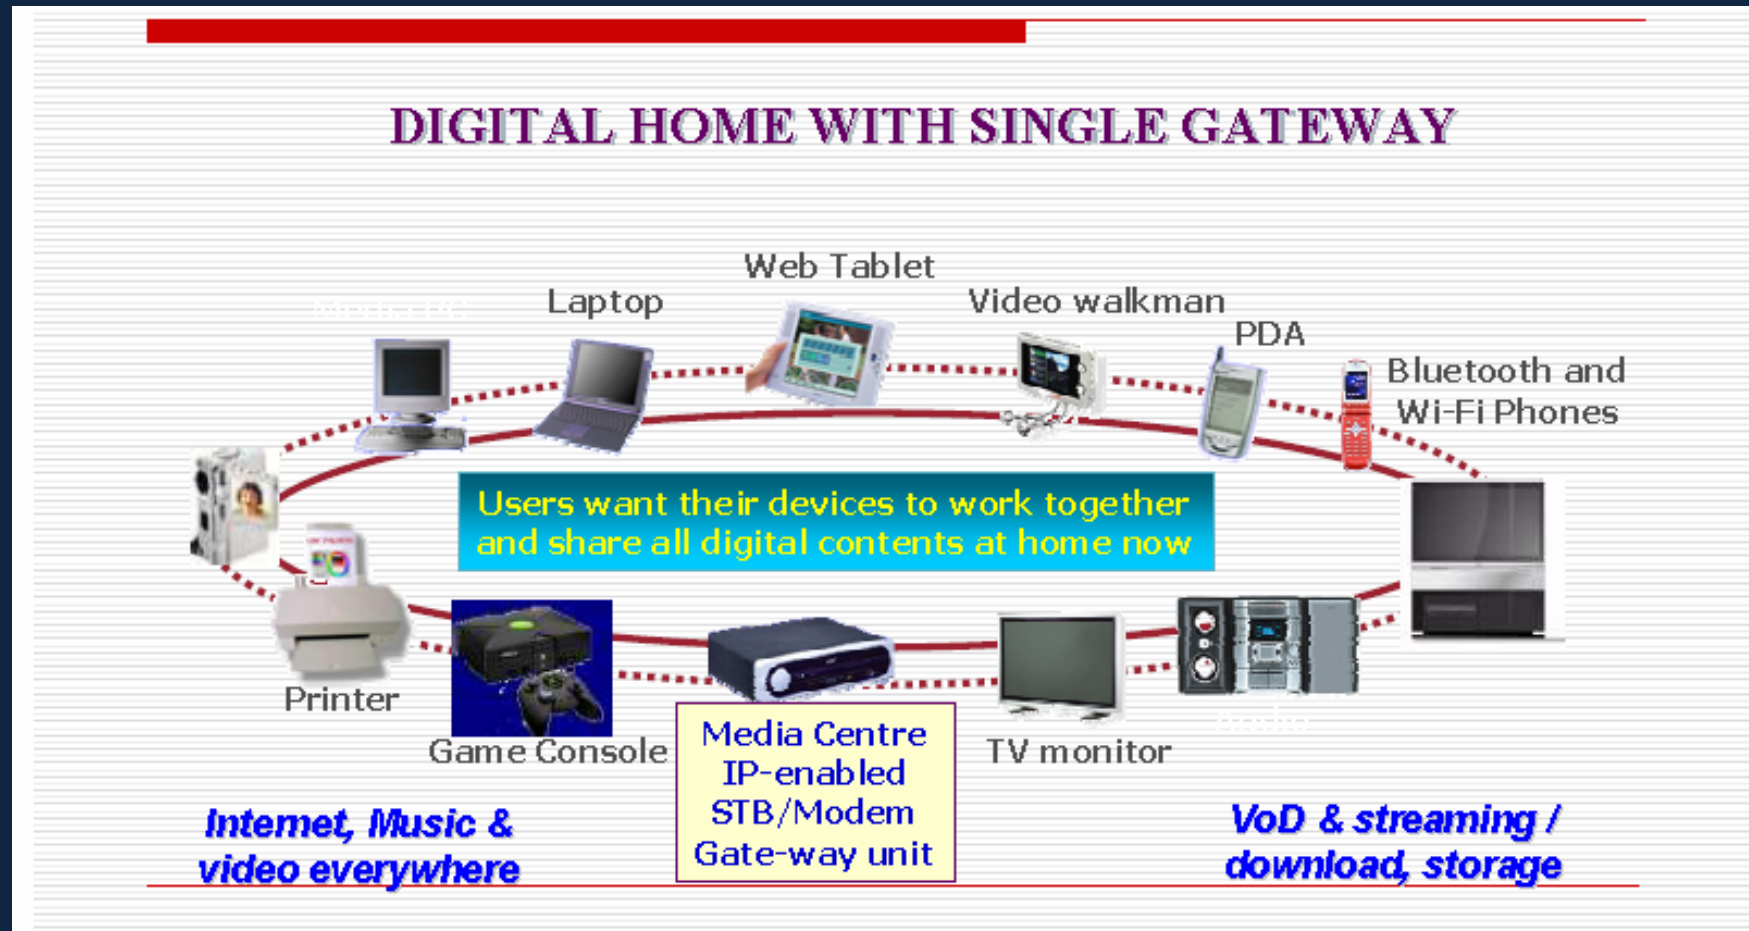 DIGITAL HOME WITH SINGLE GATEWAY
Web Tablet
Laptop
Video walkman
PDA
Bluetooth and
Wi-Fi Phones
Users want their devices to work together
and share all digital contents at home now
Printer
Game Console
Media Centre
IP-enabled
STB/Modem
Gate-way unit
TV monitor
Internet, Music &
video everywhere
VoD & streaming /
download, storage